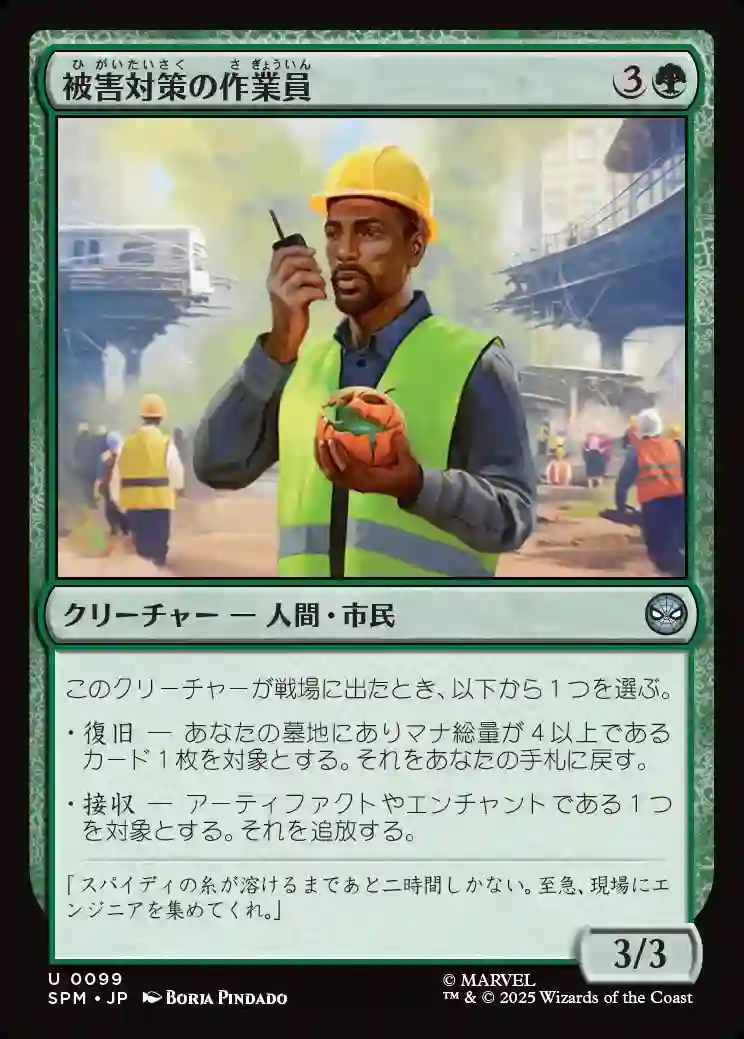 ひがいたいさく さぎょういん
被害対策の作業員
3
クリーチャー — 人間・市民
このクリーチャーが戦場に出たとき、以下から1つを選ぶ。
・復旧 — あなたの墓地にありマナ総量が4以上である
カード1枚を対象とする。それをあなたの手札に戻す。
・接収 — アーティファクトやエンチャントである1つ
を対象とする。それを追放する。
「スパイディの糸が溶けるまであと二時間しかない。至急、現場にエ
ンジニアを集めてくれ。」
3/3
U 0099
SPM • JP Borja Pindado
© MARVEL
™ & © 2025 Wizards of the Coast